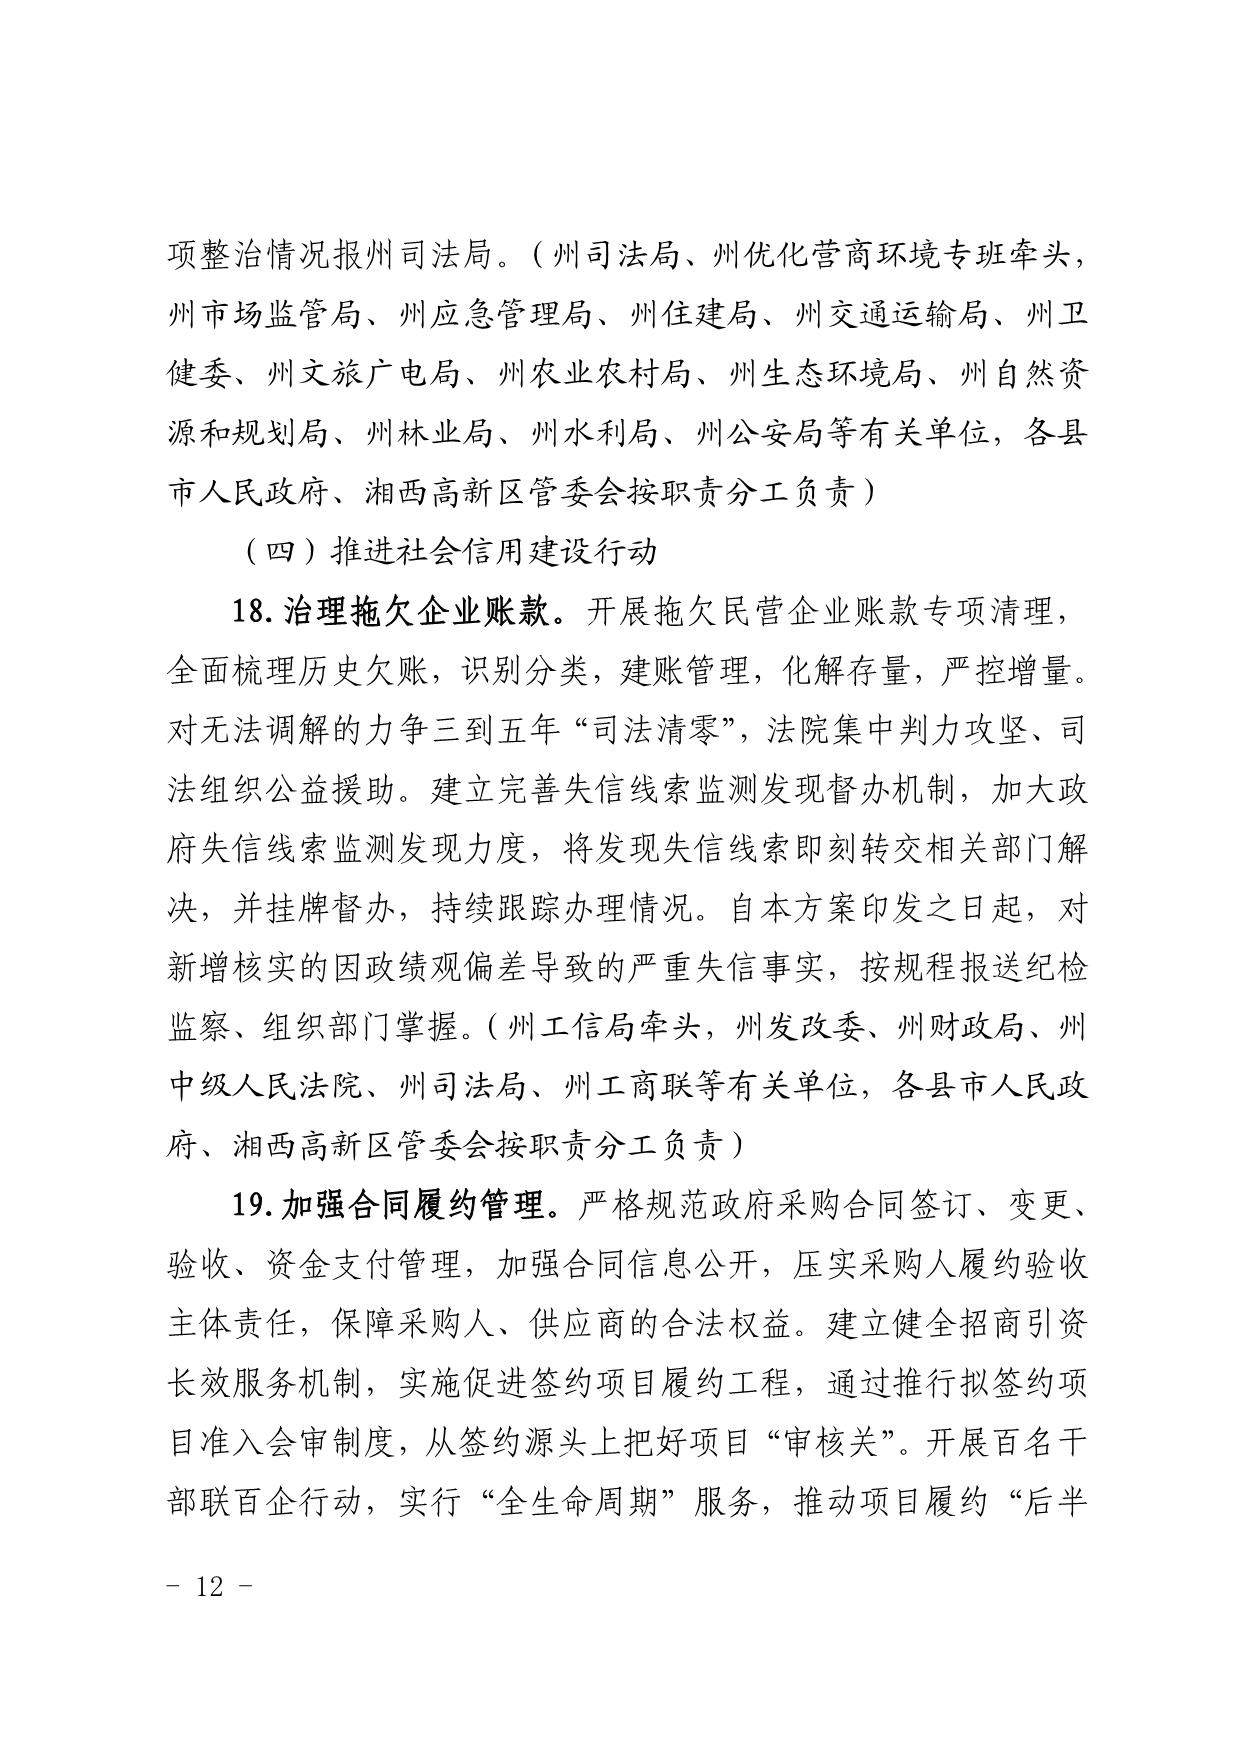 项整治情况报州司法局。（州司法局、州优化营商环境专班牵头，
州市场监管局、州应急管理局、州住建局、州交通运输局、州卫
健委、州文旅广电局、州农业农村局、州生态环境局、州自然资
源和规划局、州林业局、州水利局、州公安局等有关单位，各县
市人民政府、湘西高新区管委会按职责分工负责）
（四）推进社会信用建设行动
18. 治理拖欠企业账款。开展拖欠民营企业账款专项清理，
全面梳理历史欠账，识别分类，建账管理，化解存量，严控增量。
对无法调解的力争三到五年“司法清零”，法院集中判力攻坚、司
法组织公益援助。建立完善失信线索监测发现督办机制，加大政
府失信线索监测发现力度，将发现失信线索即刻转交相关部门解
决，并挂牌督办，持续跟踪办理情况。自本方案印发之日起，对
新增核实的因政绩观偏差导致的严重失信事实，按规程报送纪检
监察、组织部门掌握。（州工信局牵头，州发改委、州财政局、州
中级人民法院、州司法局、州工商联等有关单位，各县市人民政
府、湘西高新区管委会按职责分工负责）
19. 加强合同履约管理。严格规范政府采购合同签订、变更、
验收、资金支付管理，加强合同信息公开，压实采购人履约验收
主体责任，保障采购人、供应商的合法权益。建立健全招商引资
长效服务机制，实施促进签约项目履约工程，通过推行拟签约项
目准入会审制度，从签约源头上把好项目“审核关”。开展百名干
部联百企行动，实行“全生命周期”服务，推动项目履约“后半
- 12 -